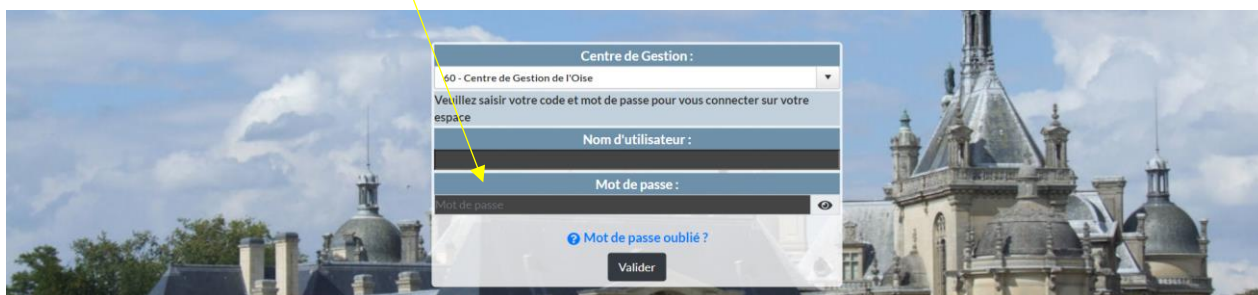 Centre de Gestion :
60 - Centre de Gestion de l'Oise
Veuillez saisir votre code et mot de passe pour vous connecter sur votre
espace
Nom d'utilisateur :
Mot de passe :
Mot de passe
Mot de passe oublié ?
Valider